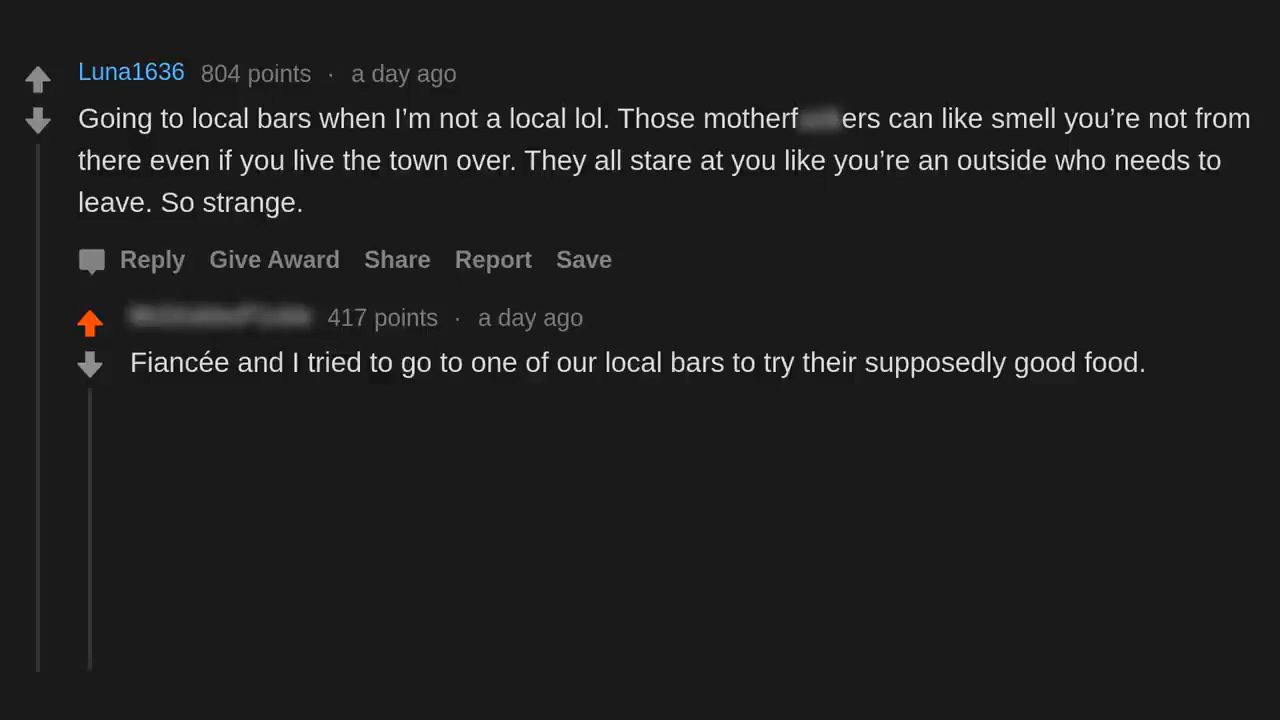 Luna1636 804 points · a day ago
Going to local bars when I’m not a local lol. Those motherf ers can like smell you’re not from
there even if you live the town over. They all stare at you like you’re an outside who needs to
leave. So strange.
Reply Give Award Share Report Save
417 points · a day ago
Fiancée and I tried to go to one of our local bars to try their supposedly good food.